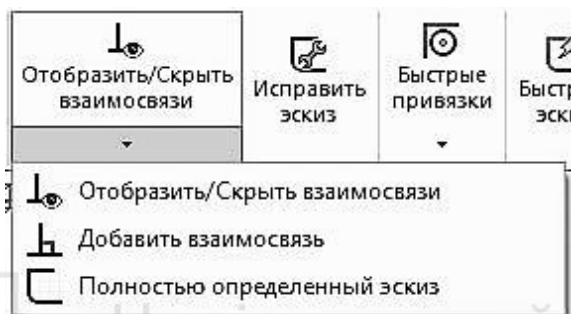 Отобразить/Скрыть
взаимосвязи
Исправить
эскиз
Быстрые
привязки
Отобразить/Скрыть взаимосвязи
Добавить взаимосвязь
Полностью определенный эскиз